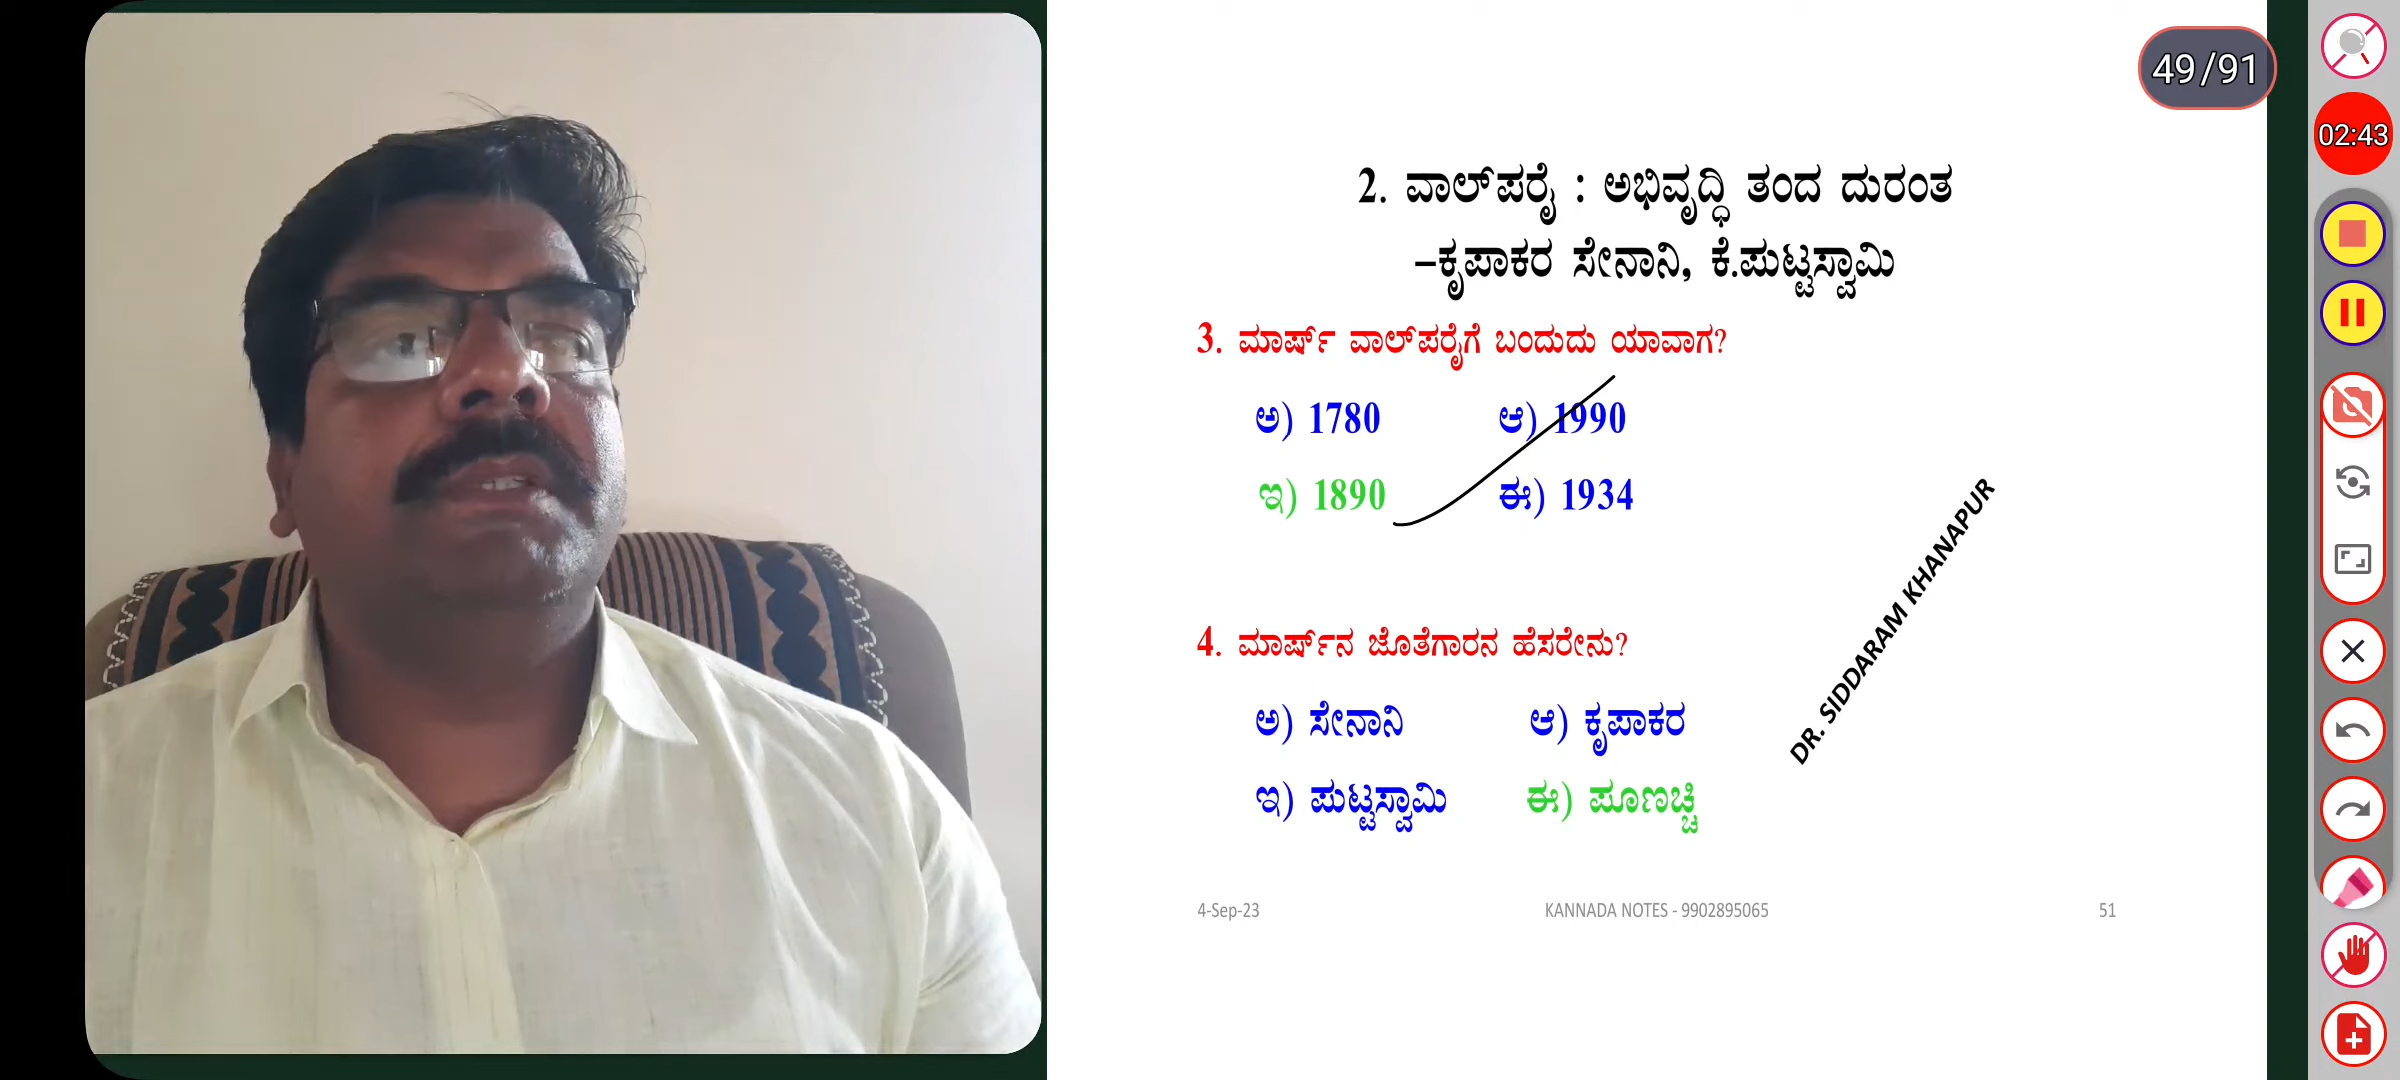 49/91
02:43
2. ವಾಲ್‌ಪರೈ : ಅಭಿವೃದ್ಧಿ ತಂದ ದುರಂತ
–ಕೃಪಾಕರ ಸೇನಾನಿ, ಕೆ.ಪುಟ್ಟಸ್ವಾಮಿ
3. ಮಾರ್ಷ್ ವಾಲ್‌ಪರೈಗೆ ಬಂದುದು ಯಾವಾಗ?
ಅ) 1780 ಆ) 1990
ಇ) 1890 ಈ) 1934
4. ಮಾರ್ಷ್‌ನ ಜೊತೆಗಾರನ ಹೆಸರೇನು?
ಅ) ಸೇನಾನಿ ಆ) ಕೃಪಾಕರ
ಇ) ಪುಟ್ಟಸ್ವಾಮಿ ಈ) ಪೂಣಚ್ಚಿ
DR. SIDDARAM KHANAPUR
4-Sep-23 KANNADA NOTES - 9902895065 51